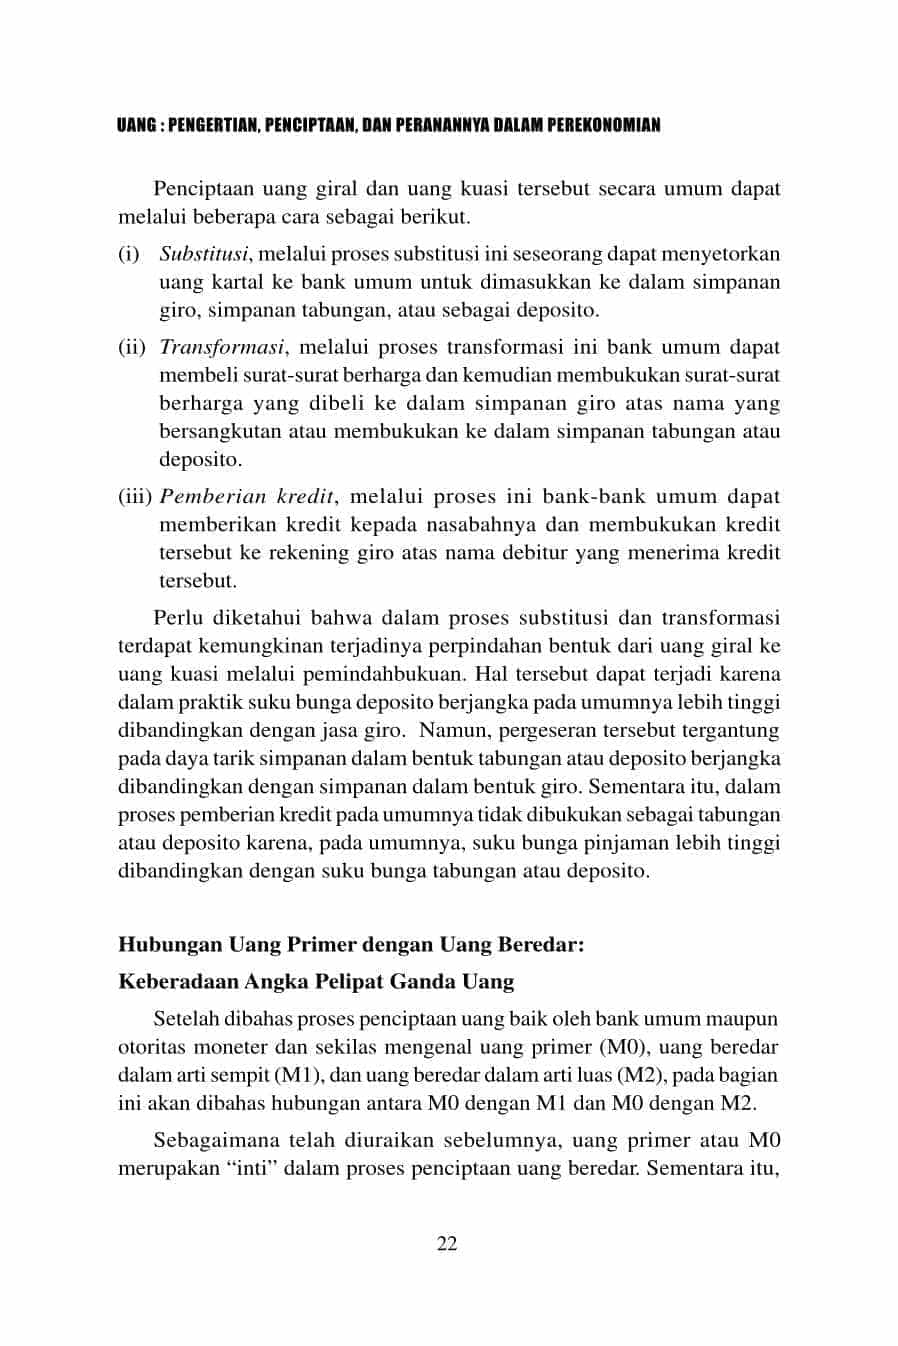 UANG : PENGERTIAN, PENCIPTAAN, DAN PERANANNYA DALAM PEREKONOMIAN
Penciptaan uang giral dan uang kuasi tersebut secara umum dapat
melalui beberapa cara sebagai berikut.
(i) Substitusi, melalui proses substitusi ini seseorang dapat menyetorkan
uang kartal ke bank umum untuk dimasukkan ke dalam simpanan
giro, simpanan tabungan, atau sebagai deposito.
(ii) Transformasi, melalui proses transformasi ini bank umum dapat
membeli surat-surat berharga dan kemudian membukukan surat-surat
berharga yang dibeli ke dalam simpanan giro atas nama yang
bersangkutan atau membukukan ke dalam simpanan tabungan atau
deposito.
(iii) Pemberian kredit, melalui proses ini bank-bank umum dapat
memberikan kredit kepada nasabahnya dan membukukan kredit
tersebut ke rekening giro atas nama debitur yang menerima kredit
tersebut.
Perlu diketahui bahwa dalam proses substitusi dan transformasi
terdapat kemungkinan terjadinya perpindahan bentuk dari uang giral ke
uang kuasi melalui pemindahbukuan. Hal tersebut dapat terjadi karena
dalam praktik suku bunga deposito berjangka pada umumnya lebih tinggi
dibandingkan dengan jasa giro. Namun, pergeseran tersebut tergantung
pada daya tarik simpanan dalam bentuk tabungan atau deposito berjangka
dibandingkan dengan simpanan dalam bentuk giro. Sementara itu, dalam
proses pemberian kredit pada umumnya tidak dibukukan sebagai tabungan
atau deposito karena, pada umumnya, suku bunga pinjaman lebih tinggi
dibandingkan dengan suku bunga tabungan atau deposito.
Hubungan Uang Primer dengan Uang Beredar:
Keberadaan Angka Pelipat Ganda Uang
Setelah dibahas proses penciptaan uang baik oleh bank umum maupun
otoritas moneter dan sekilas mengenal uang primer (M0), uang beredar
dalam arti sempit (M1), dan uang beredar dalam arti luas (M2), pada bagian
ini akan dibahas hubungan antara M0 dengan M1 dan M0 dengan M2.
Sebagaimana telah diuraikan sebelumnya, uang primer atau M0
merupakan “inti” dalam proses penciptaan uang beredar. Sementara itu,
22